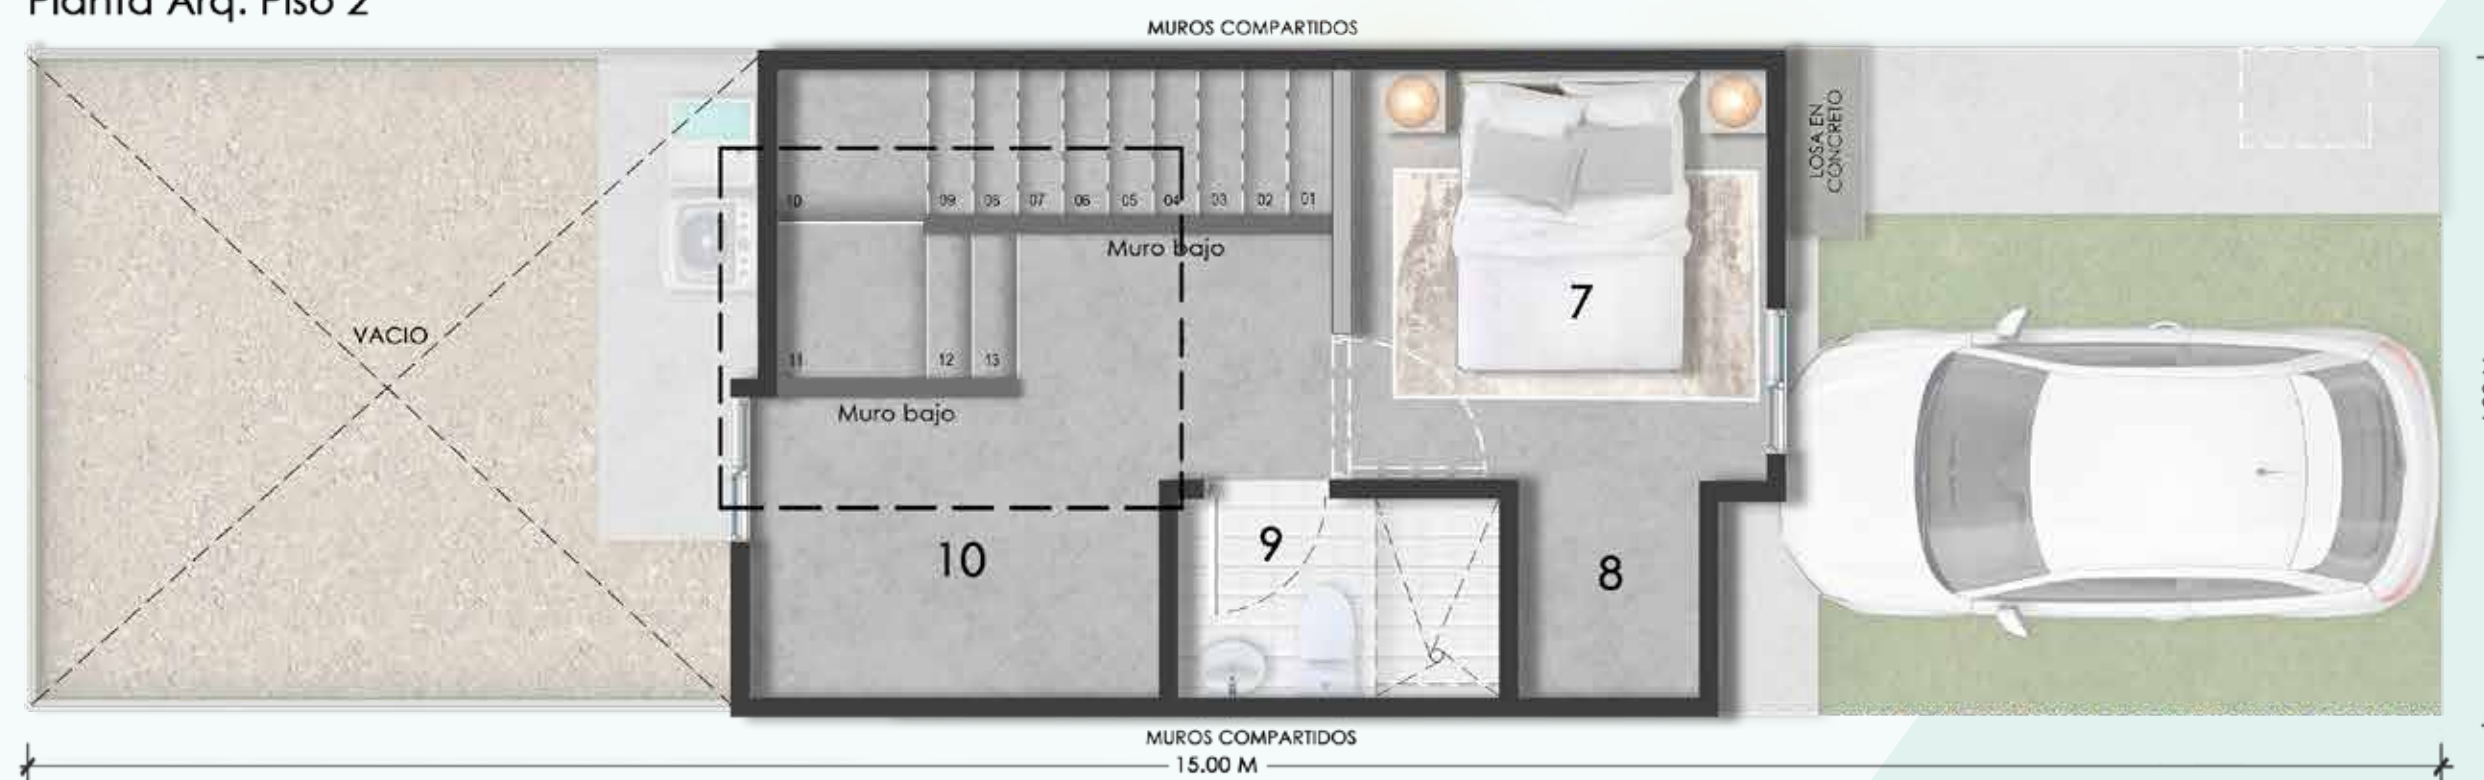 Planta Arq. Piso 2
MUROS COMPARTIDOS
LOSA EN
CONCRETO
10 09 08 07 06 05 04 03 02 01
Muro bajo
7
VACIO
11 12 13
Muro bajo
9
10
8
MUROS COMPARTIDOS
15.00 M